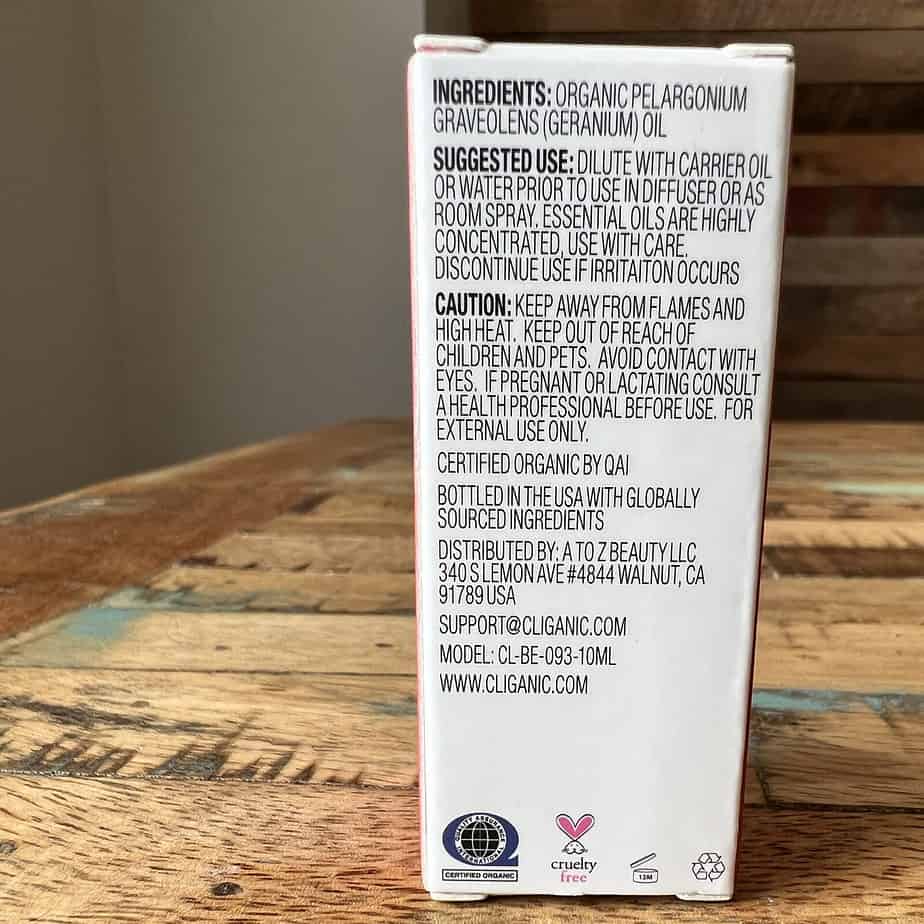 INGREDIENTS: ORGANIC PELARGONIUM
GRAVEOLENS (GERANIUM) OIL
SUGGESTED USE: DILUTE WITH CARRIER OIL
OR WATER PRIOR TO USE IN DIFFUSER OR AS
ROOM SPRAY. ESSENTIAL OILS ARE HIGHLY
CONCENTRATED, USE WITH CARE.
DISCONTINUE USE IF IRRITAITON OCCURS
CAUTION: KEEP AWAY FROM FLAMES AND
HIGH HEAT. KEEP OUT OF REACH OF
CHILDREN AND PETS. AVOID CONTACT WITH
EYES. IF PREGNANT OR LACTATING CONSULT
A HEALTH PROFESSIONAL BEFORE USE. FOR
EXTERNAL USE ONLY.
CERTIFIED ORGANIC BY QAI
BOTTLED IN THE USA WITH GLOBALLY
SOURCED INGREDIENTS
DISTRIBUTED BY: A TO Z BEAUTY LLC
340 S LEMON AVE #4844 WALNUT, CA
91789 USA
SUPPORT@CLIGANIC.COM
MODEL: CL-BE-093-10ML
WWW.CLIGANIC.COM
QUALITY ASSURANCE
INTERNATIONAL
CERTIFIED ORGANIC
cruelty
free
12M